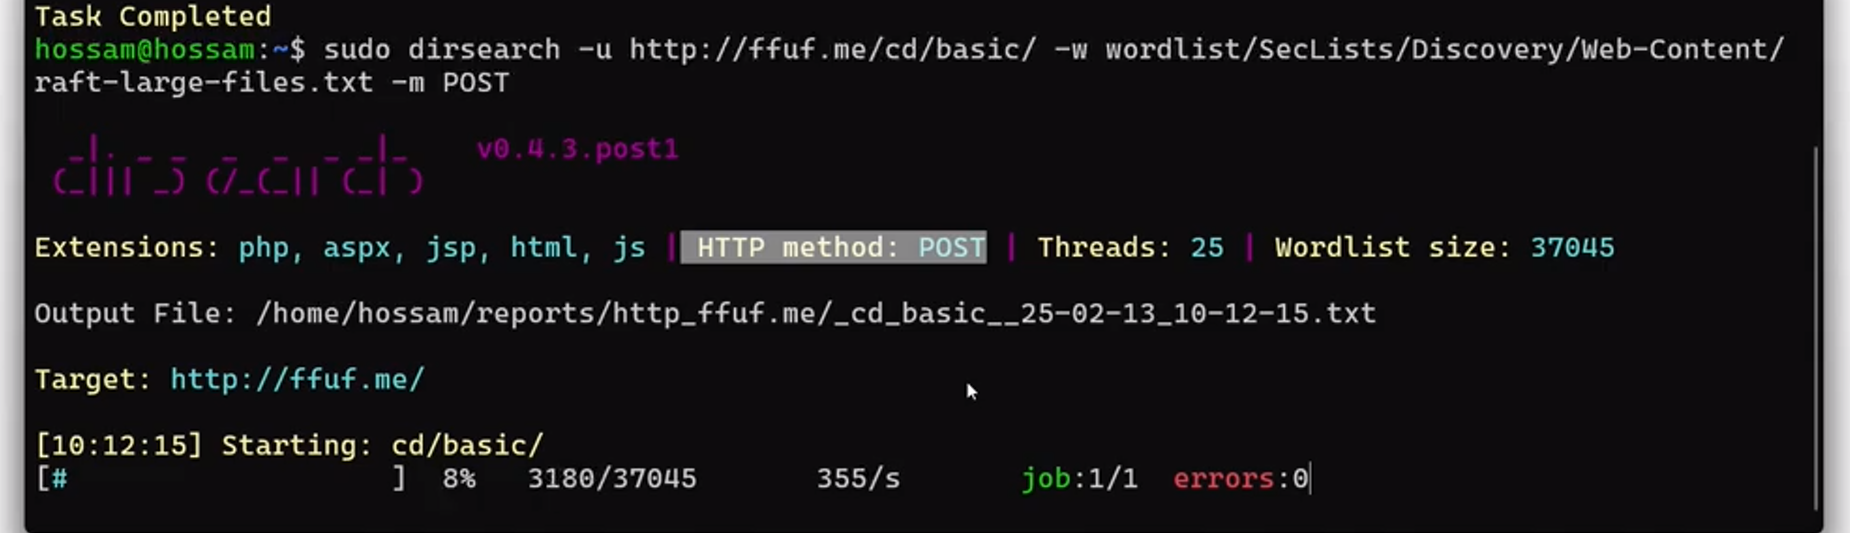 Task Completed
hossam@hossam:~$ sudo dirsearch -u http://ffuf.me/cd/basic/ -w wordlist/SecLists/Discovery/Web-Content/
raft-large-files.txt -m POST
  _|. _ _  _  _  _ _|_    v0.4.3.post1
 (_||| _) (/_(_|| (_| )
Extensions: php, aspx, jsp, html, js | HTTP method: POST | Threads: 25 | Wordlist size: 37045
Output File: /home/hossam/reports/http_ffuf.me/_cd_basic__25-02-13_10-12-15.txt
Target: http://ffuf.me/
[10:12:15] Starting: cd/basic/
[#                   ]  8%   3180/37045       355/s       job:1/1  errors:0